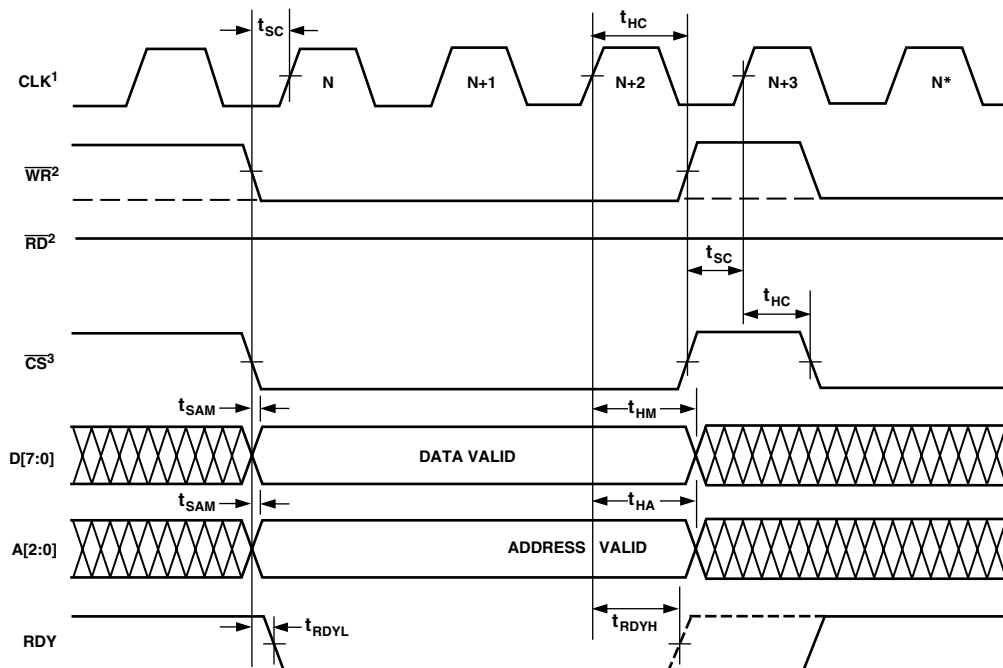 tSC
tHC
CLK1
N
N+1
N+2
N+3
N*
WR2
RD2
tSC
tHC
CS3
tSAM
tHM
D[7:0]
DATA VALID
tSAM
tHA
A[2:0]
ADDRESS VALID
tRDYL
tRDYH
RDY